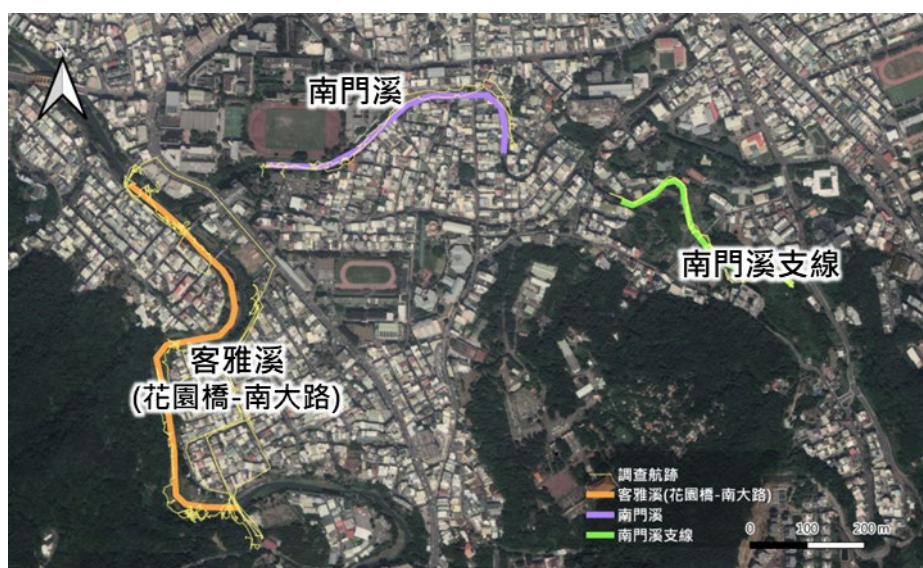 南門溪
南門溪支線
客雅溪
(花園橋-南大路)
調查航跡
客雅溪(花園橋-南大路)
南門溪
南門溪支線
0 100 200 m